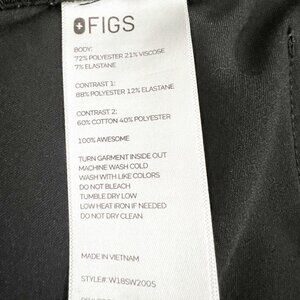 FIGS
BODY:
72% POLYESTER 21% VISCOSE
7% ELASTANE
CONTRAST 1:
88% POLYESTER 12% ELASTANE
CONTRAST 2:
60% COTTON 40% POLYESTER
100% AWESOME
TURN GARMENT INSIDE OUT
MACHINE WASH COLD
WASH WITH LIKE COLORS
DO NOT BLEACH
TUMBLE DRY LOW
LOW HEAT IRON IF NEEDED
DO NOT DRY CLEAN
MADE IN VIETNAM
STYLE#: W18SW200S